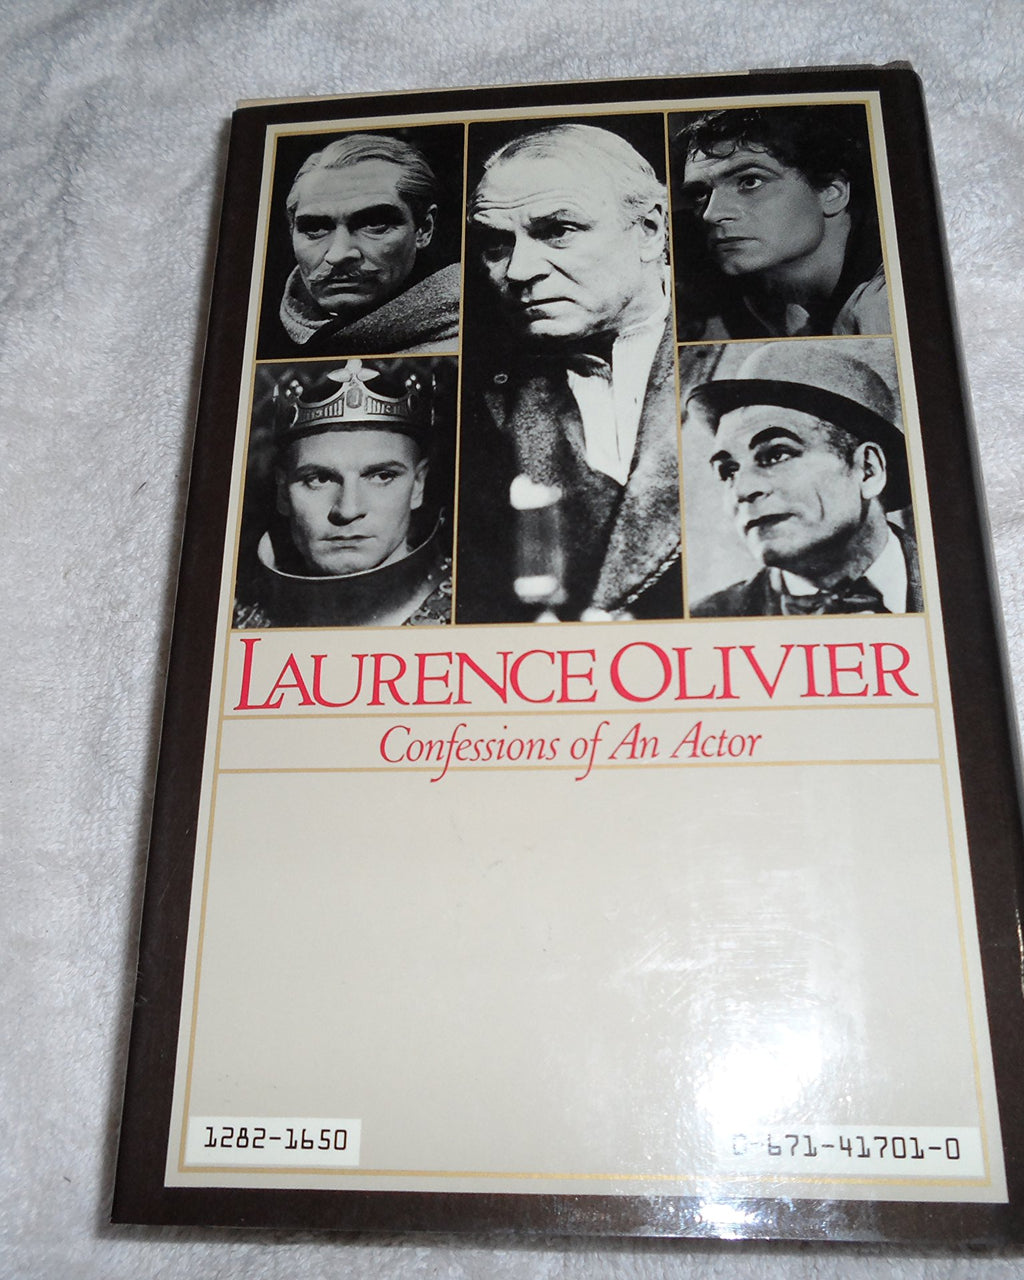 LAURENCE OLIVIER
Confessions of An Actor
1282-1650
0-671-41701-0